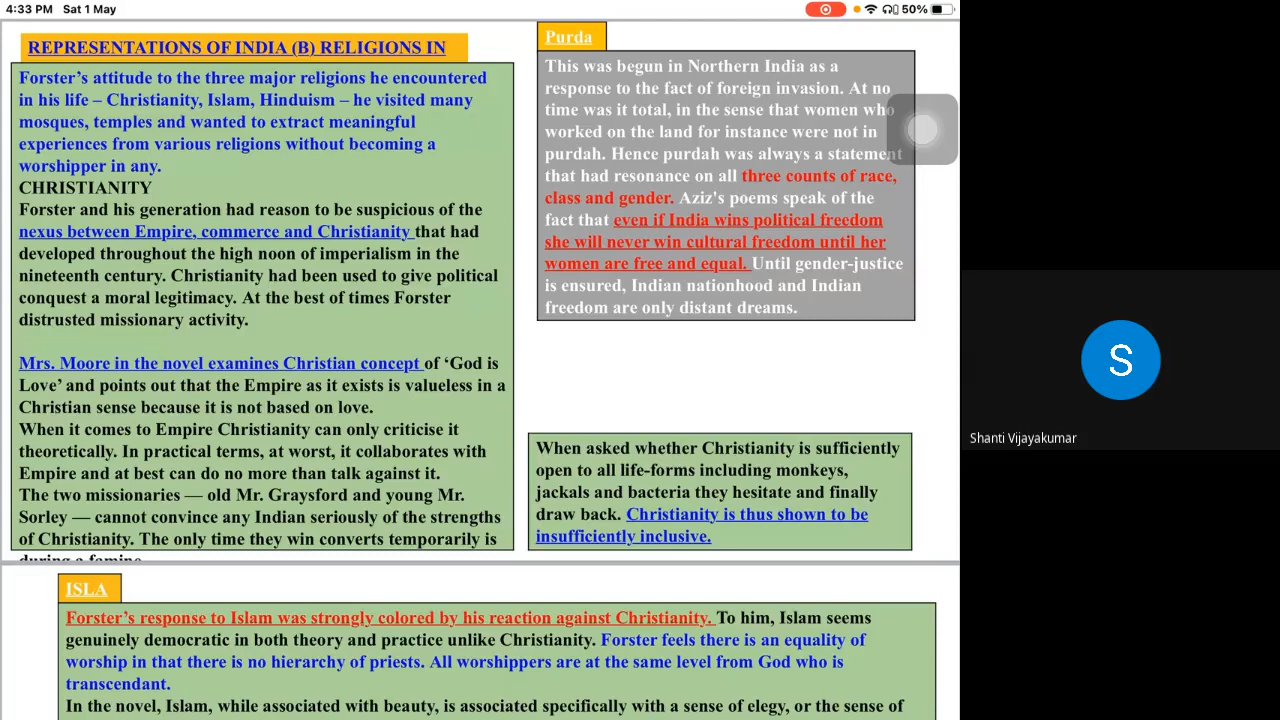 4:33 PM Sat 1 May
50%
REPRESENTATIONS OF INDIA (B) RELIGIONS IN
Forster’s attitude to the three major religions he encountered
in his life – Christianity, Islam, Hinduism – he visited many
mosques, temples and wanted to extract meaningful
experiences from various religions without becoming a
worshipper in any.
CHRISTIANITY
Forster and his generation had reason to be suspicious of the
nexus between Empire, commerce and Christianity that had
developed throughout the high noon of imperialism in the
nineteenth century. Christianity had been used to give political
conquest a moral legitimacy. At the best of times Forster
distrusted missionary activity.
Mrs. Moore in the novel examines Christian concept of ‘God is
Love’ and points out that the Empire as it exists is valueless in a
Christian sense because it is not based on love.
When it comes to Empire Christianity can only criticise it
theoretically. In practical terms, at worst, it collaborates with
Empire and at best can do no more than talk against it.
The two missionaries — old Mr. Graysford and young Mr.
Sorley — cannot convince any Indian seriously of the strengths
of Christianity. The only time they win converts temporarily is
during a famine.
Purda
This was begun in Northern India as a
response to the fact of foreign invasion. At no
time was it total, in the sense that women who
worked on the land for instance were not in
purdah. Hence purdah was always a statement
that had resonance on all three counts of race,
class and gender. Aziz's poems speak of the
fact that even if India wins political freedom
she will never win cultural freedom until her
women are free and equal. Until gender-justice
is ensured, Indian nationhood and Indian
freedom are only distant dreams.
When asked whether Christianity is sufficiently
open to all life-forms including monkeys,
jackals and bacteria they hesitate and finally
draw back. Christianity is thus shown to be
insufficiently inclusive.
ISLA
Forster’s response to Islam was strongly colored by his reaction against Christianity. To him, Islam seems
genuinely democratic in both theory and practice unlike Christianity. Forster feels there is an equality of
worship in that there is no hierarchy of priests. All worshippers are at the same level from God who is
transcendant.
In the novel, Islam, while associated with beauty, is associated specifically with a sense of elegy, or the sense of
S
Shanti Vijayakumar